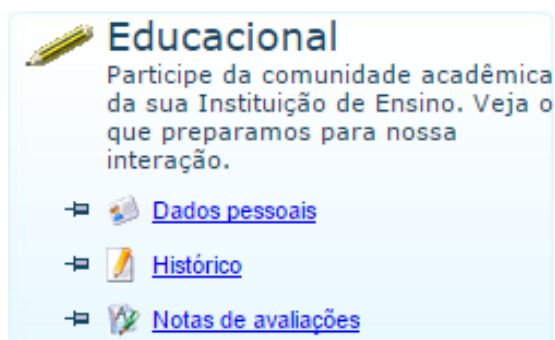 Educacional
Participe da comunidade acadêmica
da sua Instituição de Ensino. Veja o
que preparamos para nossa
interação.
Dados pessoais
Histórico
Notas de avaliações